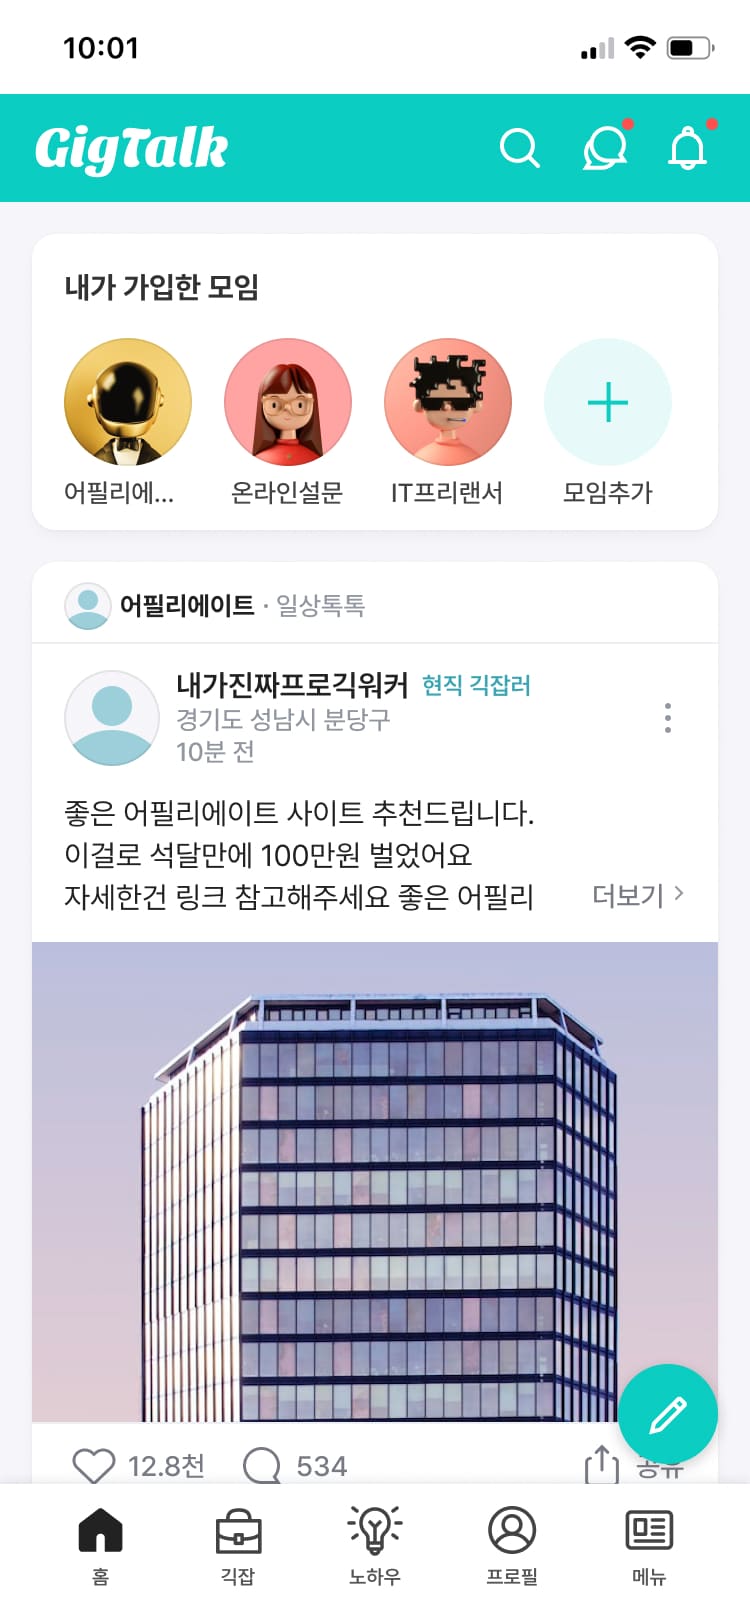 10:01
GigTalk
내가 가입한 모임
어필리에...
온라인설문
IT프리랜서
모임추가
어필리에이트 · 일상톡톡
내가진짜프로긱워커 현직 긱잡러
경기도 성남시 분당구
10분 전
좋은 어필리에이트 사이트 추천드립니다.
이걸로 석달만에 100만원 벌었어요
자세한건 링크 참고해주세요 좋은 어필리
더보기
12.8천
534
공유
홈
긱잡
노하우
프로필
메뉴